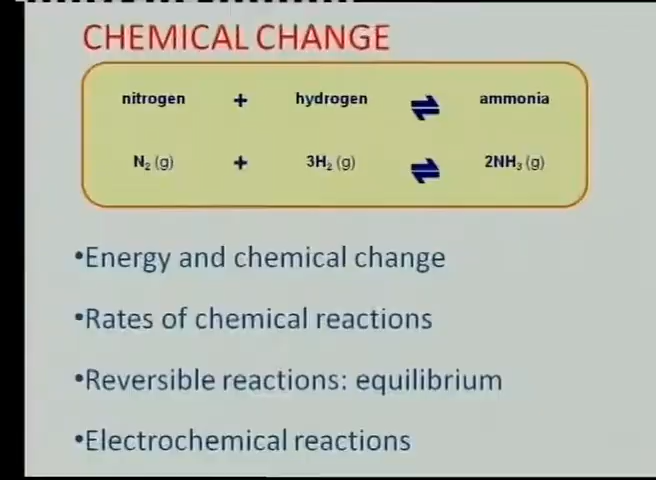 CHEMICAL CHANGE
nitrogen + hydrogen ⇌ ammonia
N₂ (g) + 3H₂ (g) ⇌ 2NH₃ (g)
•Energy and chemical change
•Rates of chemical reactions
•Reversible reactions: equilibrium
•Electrochemical reactions